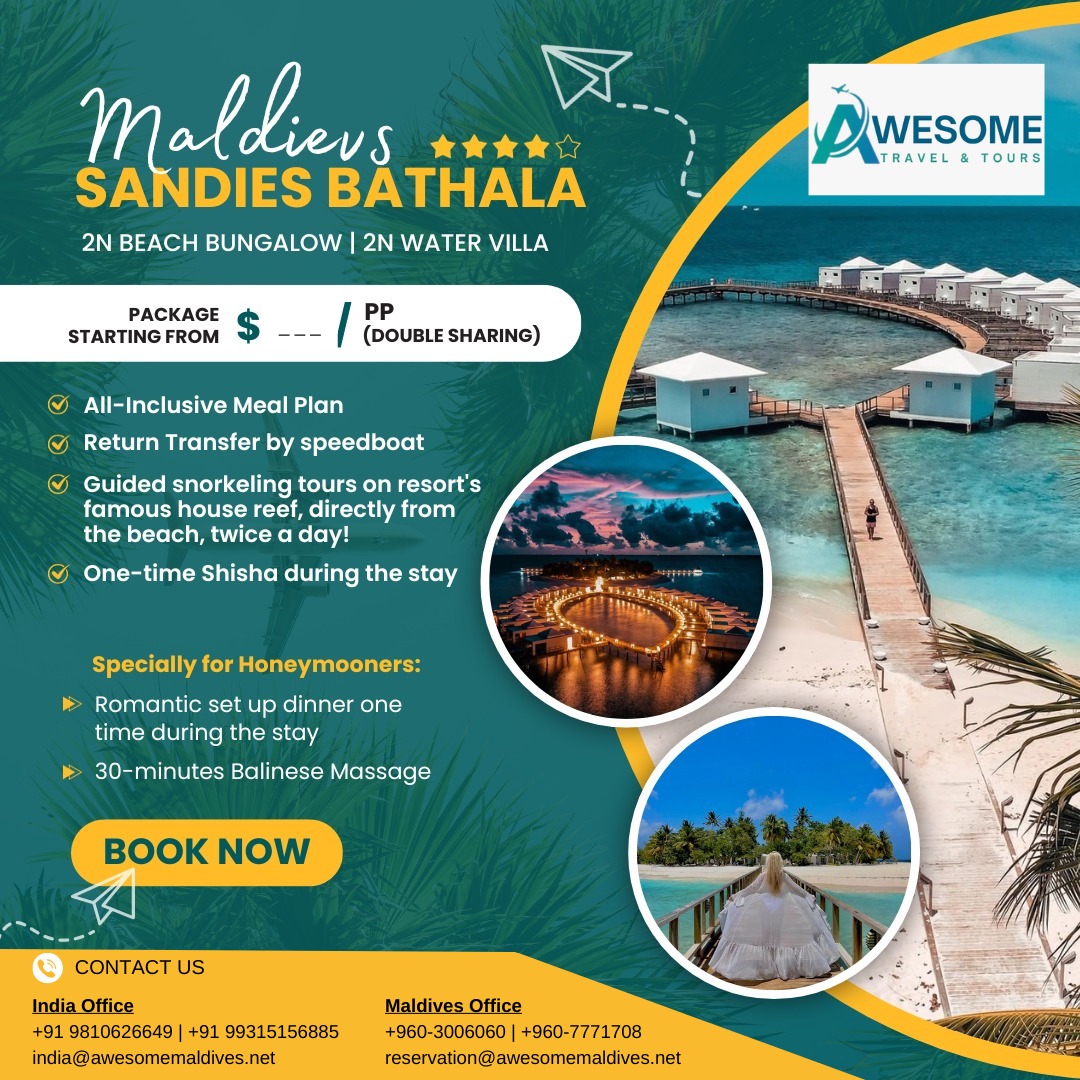 Maldievs
SANDIES BATHALA
2N BEACH BUNGALOW | 2N WATER VILLA
AWESOME
TRAVEL & TOURS
PACKAGE
STARTING FROM
$ ___ / PP
(DOUBLE SHARING)
All-Inclusive Meal Plan
Return Transfer by speedboat
Guided snorkeling tours on resort's
famous house reef, directly from
the beach, twice a day!
One-time Shisha during the stay
Specially for Honeymooners:
Romantic set up dinner one
time during the stay
30-minutes Balinese Massage
BOOK NOW
CONTACT US
India Office
+91 9810626649 | +91 99315156885
india@awesomemaldives.net
Maldives Office
+960-3006060 | +960-7771708
reservation@awesomemaldives.net